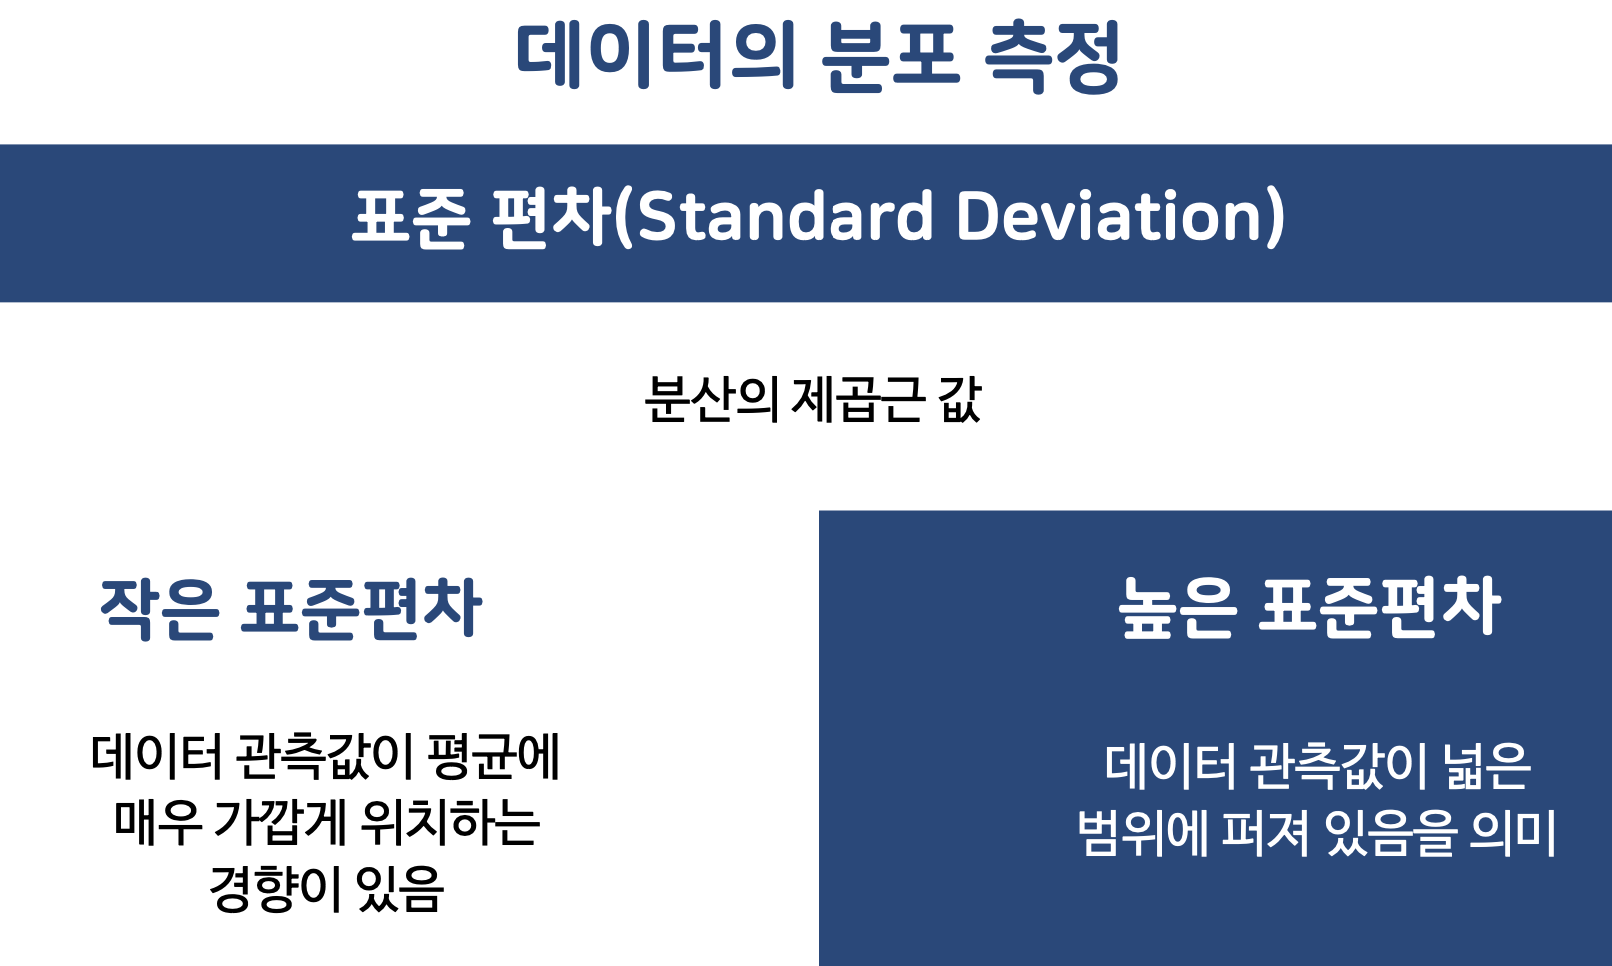 데이터의 분포 측정
표준 편차(Standard Deviation)
분산의 제곱근 값
작은 표준편차
데이터 관측값이 평균에
매우 가깝게 위치하는
경향이 있음
높은 표준편차
데이터 관측값이 넓은
범위에 퍼져 있음을 의미